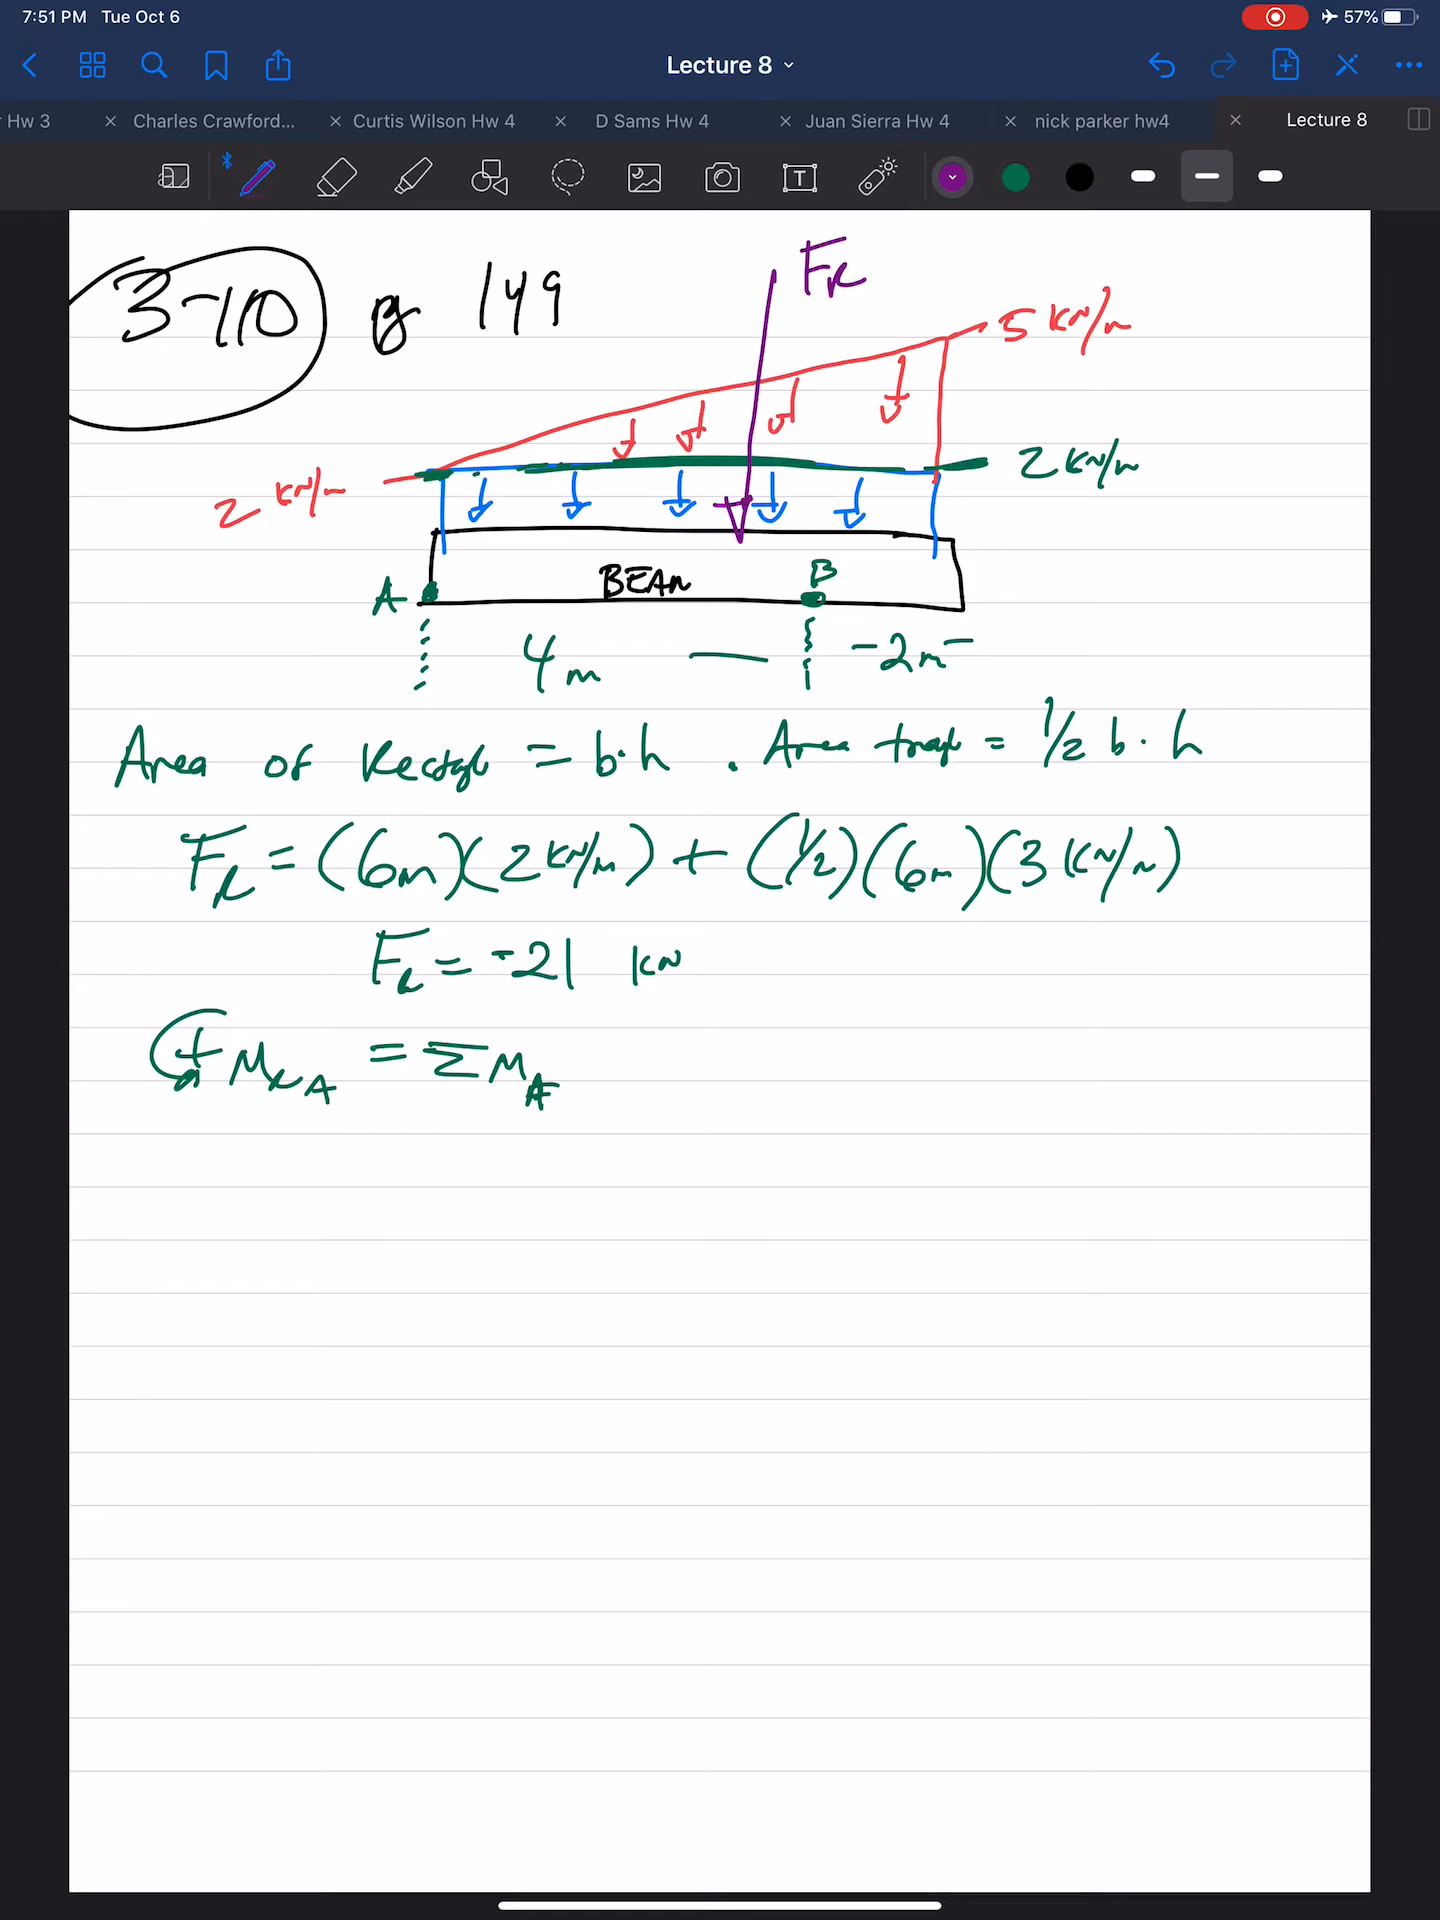 7:51 PM Tue Oct 6
57%
Lecture 8
Hw 3
Charles Crawford...
Curtis Wilson Hw 4
D Sams Hw 4
Juan Sierra Hw 4
nick parker hw4
Lecture 8
T
3-110 pg 149
FR
5 KN/m
2 KN/m
2 KN/m
BEAM
A
B
4m — -2m-
Area of Rectgl = b·h . Area = 1/2 b·h
FR = (6m)(2 KN/m) + (1/2)(6m)(3 KN/m)
FR = -21 KN
+ MRA = ΣMA